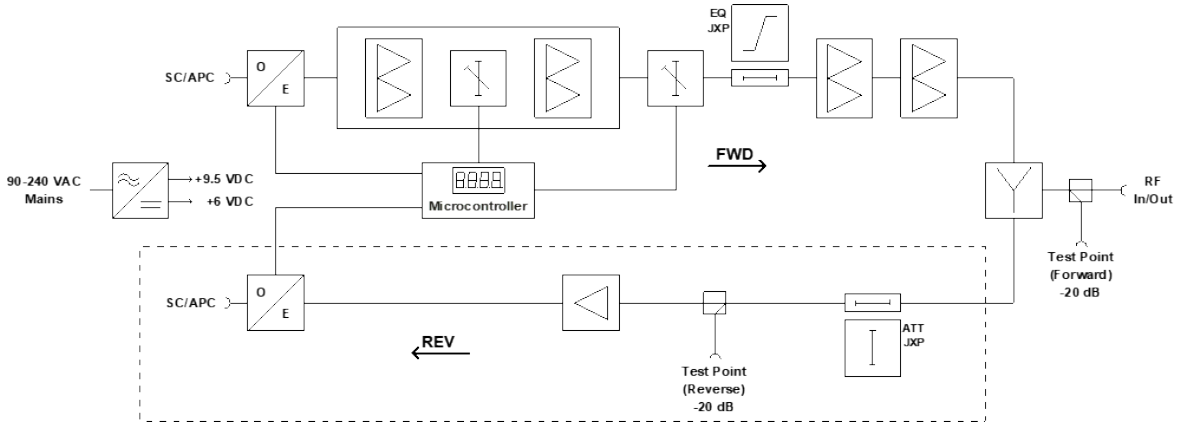 EQ
JXP
SC/APC
O
E
FWD
90-240 VAC
Mains
+9.5 VDC
+6 VDC
8888
Microcontroller
RF
In/Out
Test Point
(Forward)
-20 dB
SC/APC
O
E
REV
ATT
JXP
Test Point
(Reverse)
-20 dB